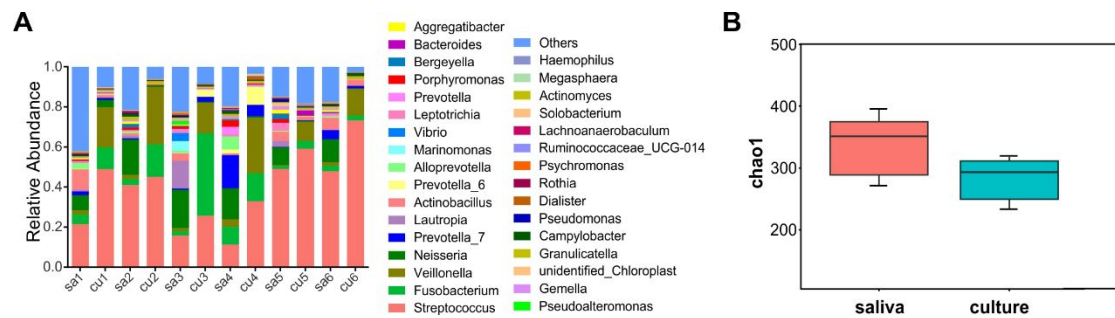 A
Relative Abundance
1.0
0.8
0.6
0.4
0.2
0.0
sa1
cu1
sa2
cu2
sa3
cu3
sa4
cu4
sa5
cu5
sa6
cu6
Aggregatibacter
Bacteroides
Bergeyella
Porphyromonas
Prevotella
Leptotrichia
Vibrio
Marinomonas
Alloprevotella
Prevotella_6
Actinobacillus
Lautropia
Prevotella_7
Neisseria
Veillonella
Fusobacterium
Streptococcus
Others
Haemophilus
Megasphaera
Actinomyces
Solobacterium
Lachnoanaerobaculum
Ruminococcaceae_UCG-014
Psychromonas
Rothia
Dialister
Pseudomonas
Campylobacter
Granulicatella
unidentified_Chloroplast
Gemella
Pseudoalteromonas
B
chao1
500
400
300
200
saliva
culture